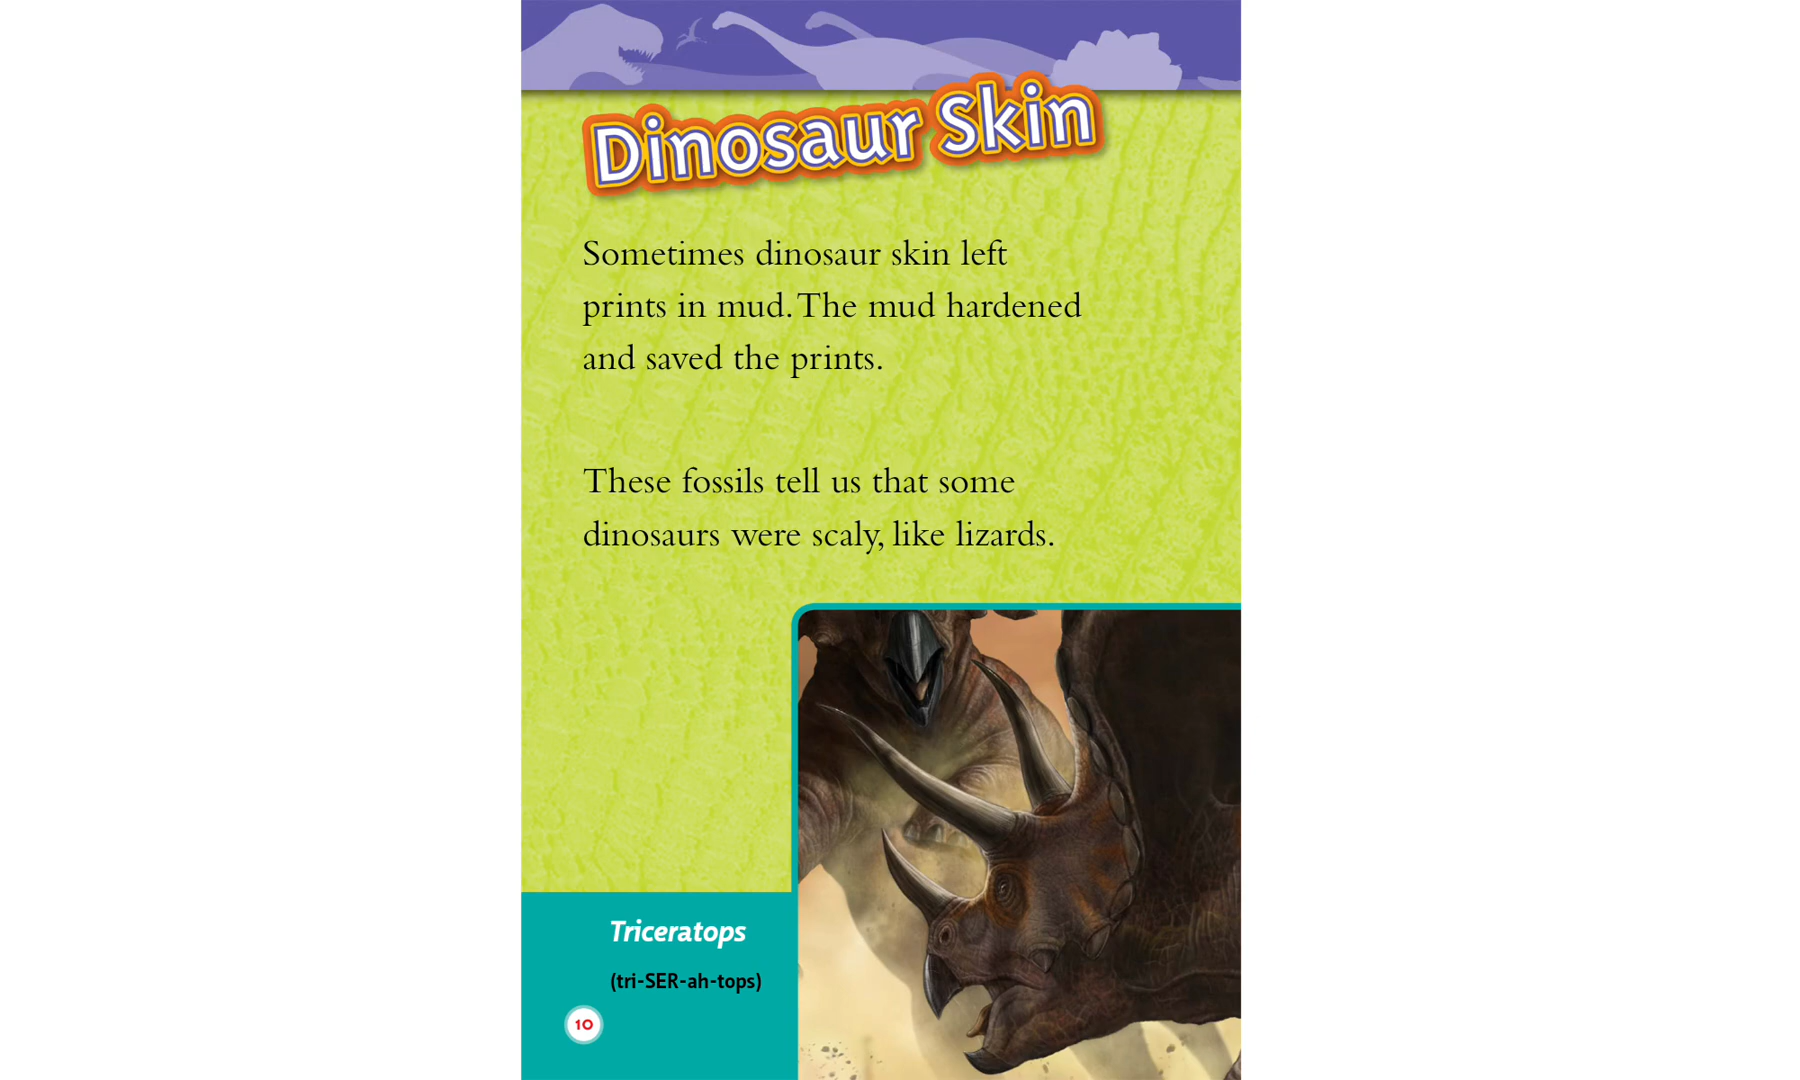 Dinosaur Skin
Sometimes dinosaur skin left
prints in mud. The mud hardened
and saved the prints.
These fossils tell us that some
dinosaurs were scaly, like lizards.
Triceratops
(tri-SER-ah-tops)
10